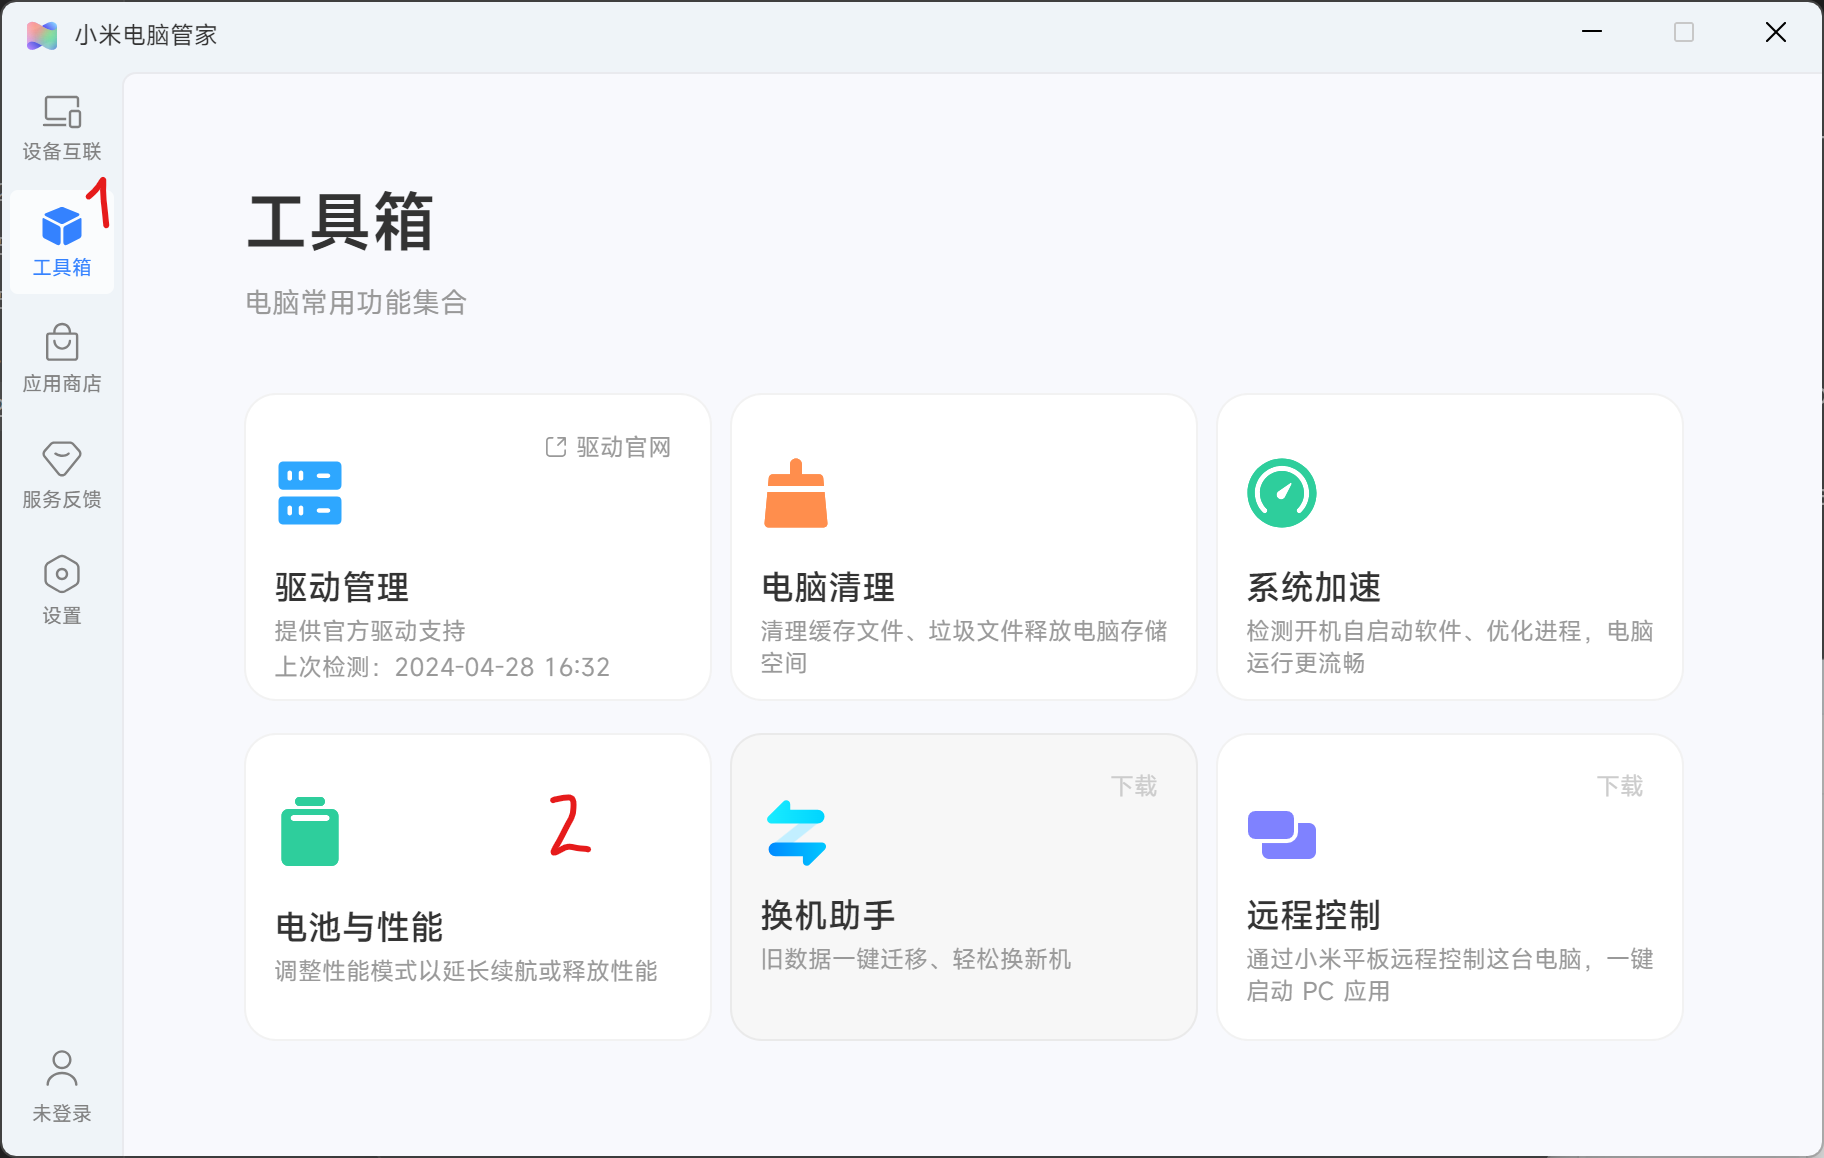 小米电脑管家
设备互联
1
工具箱
应用商店
服务反馈
设置
未登录
工具箱
电脑常用功能集合
驱动官网
驱动管理
提供官方驱动支持
上次检测：2024-04-28 16:32
电脑清理
清理缓存文件、垃圾文件释放电脑存储
空间
系统加速
检测开机自启动软件、优化进程，电脑
运行更流畅
2
电池与性能
调整性能模式以延长续航或释放性能
下载
换机助手
旧数据一键迁移、轻松换新机
下载
远程控制
通过小米平板远程控制这台电脑，一键
启动 PC 应用